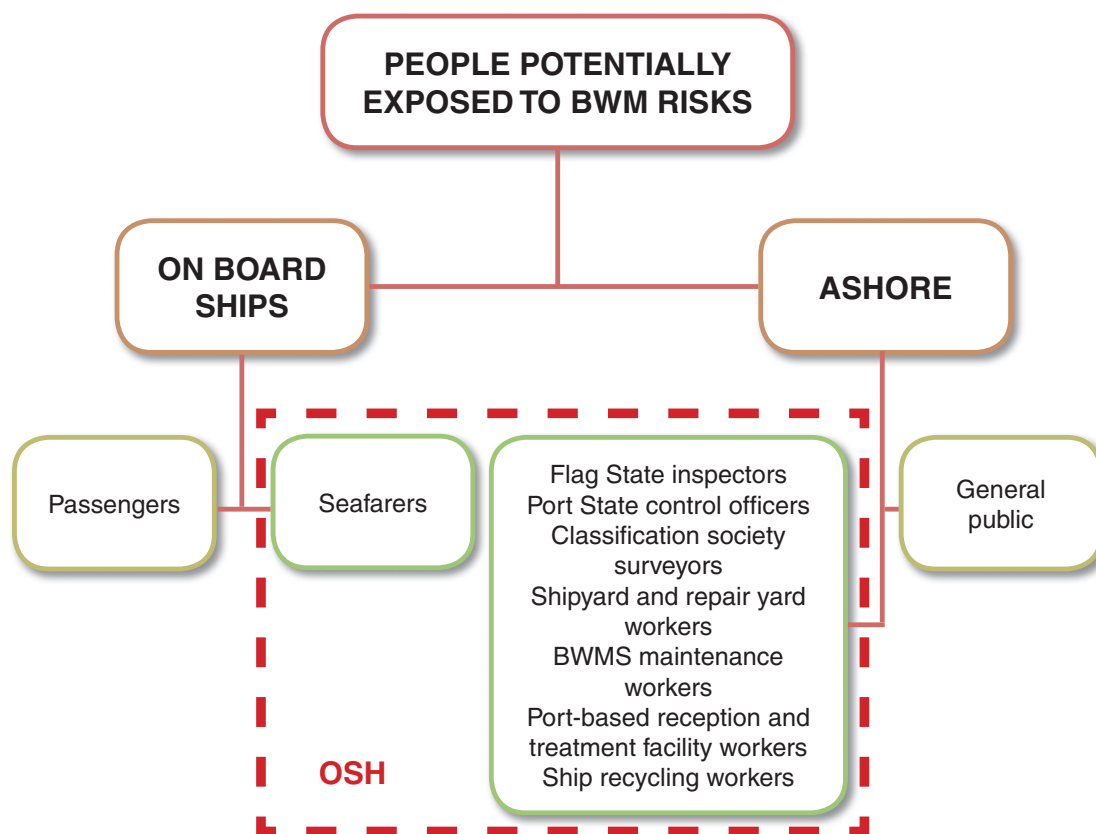 PEOPLE POTENTIALLY
EXPOSED TO BWM RISKS
ON BOARD
SHIPS
ASHORE
Passengers
Seafarers
Flag State inspectors
Port State control officers
Classification society
surveyors
Shipyard and repair yard
workers
BWMS maintenance
workers
Port-based reception and
treatment facility workers
Ship recycling workers
General
public
OSH